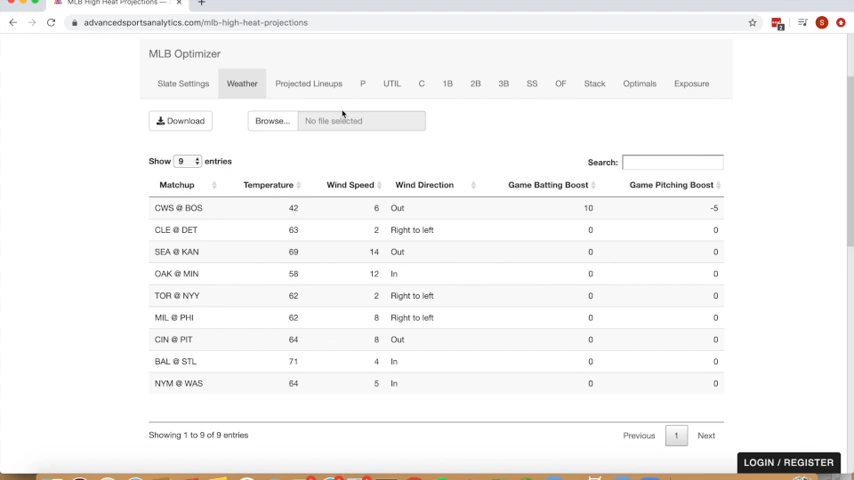 MLB High Heat Projections —
advancedsportsanalytics.com/mlb-high-heat-projections
MLB Optimizer
Slate Settings Weather Projected Lineups P UTIL C 1B 2B 3B SS OF Stack Optimals Exposure
Download Browse... No file selected
Show 9 entries Search:
Matchup Temperature Wind Speed Wind Direction Game Batting Boost Game Pitching Boost
CWS @ BOS 42 6 Out 10 -5
CLE @ DET 63 2 Right to left 0 0
SEA @ KAN 69 14 Out 0 0
OAK @ MIN 58 12 In 0 0
TOR @ NYY 62 2 Right to left 0 0
MIL @ PHI 62 8 Right to left 0 0
CIN @ PIT 64 8 Out 0 0
BAL @ STL 71 4 In 0 0
NYM @ WAS 64 5 In 0 0
Showing 1 to 9 of 9 entries Previous 1 Next
LOGIN / REGISTER